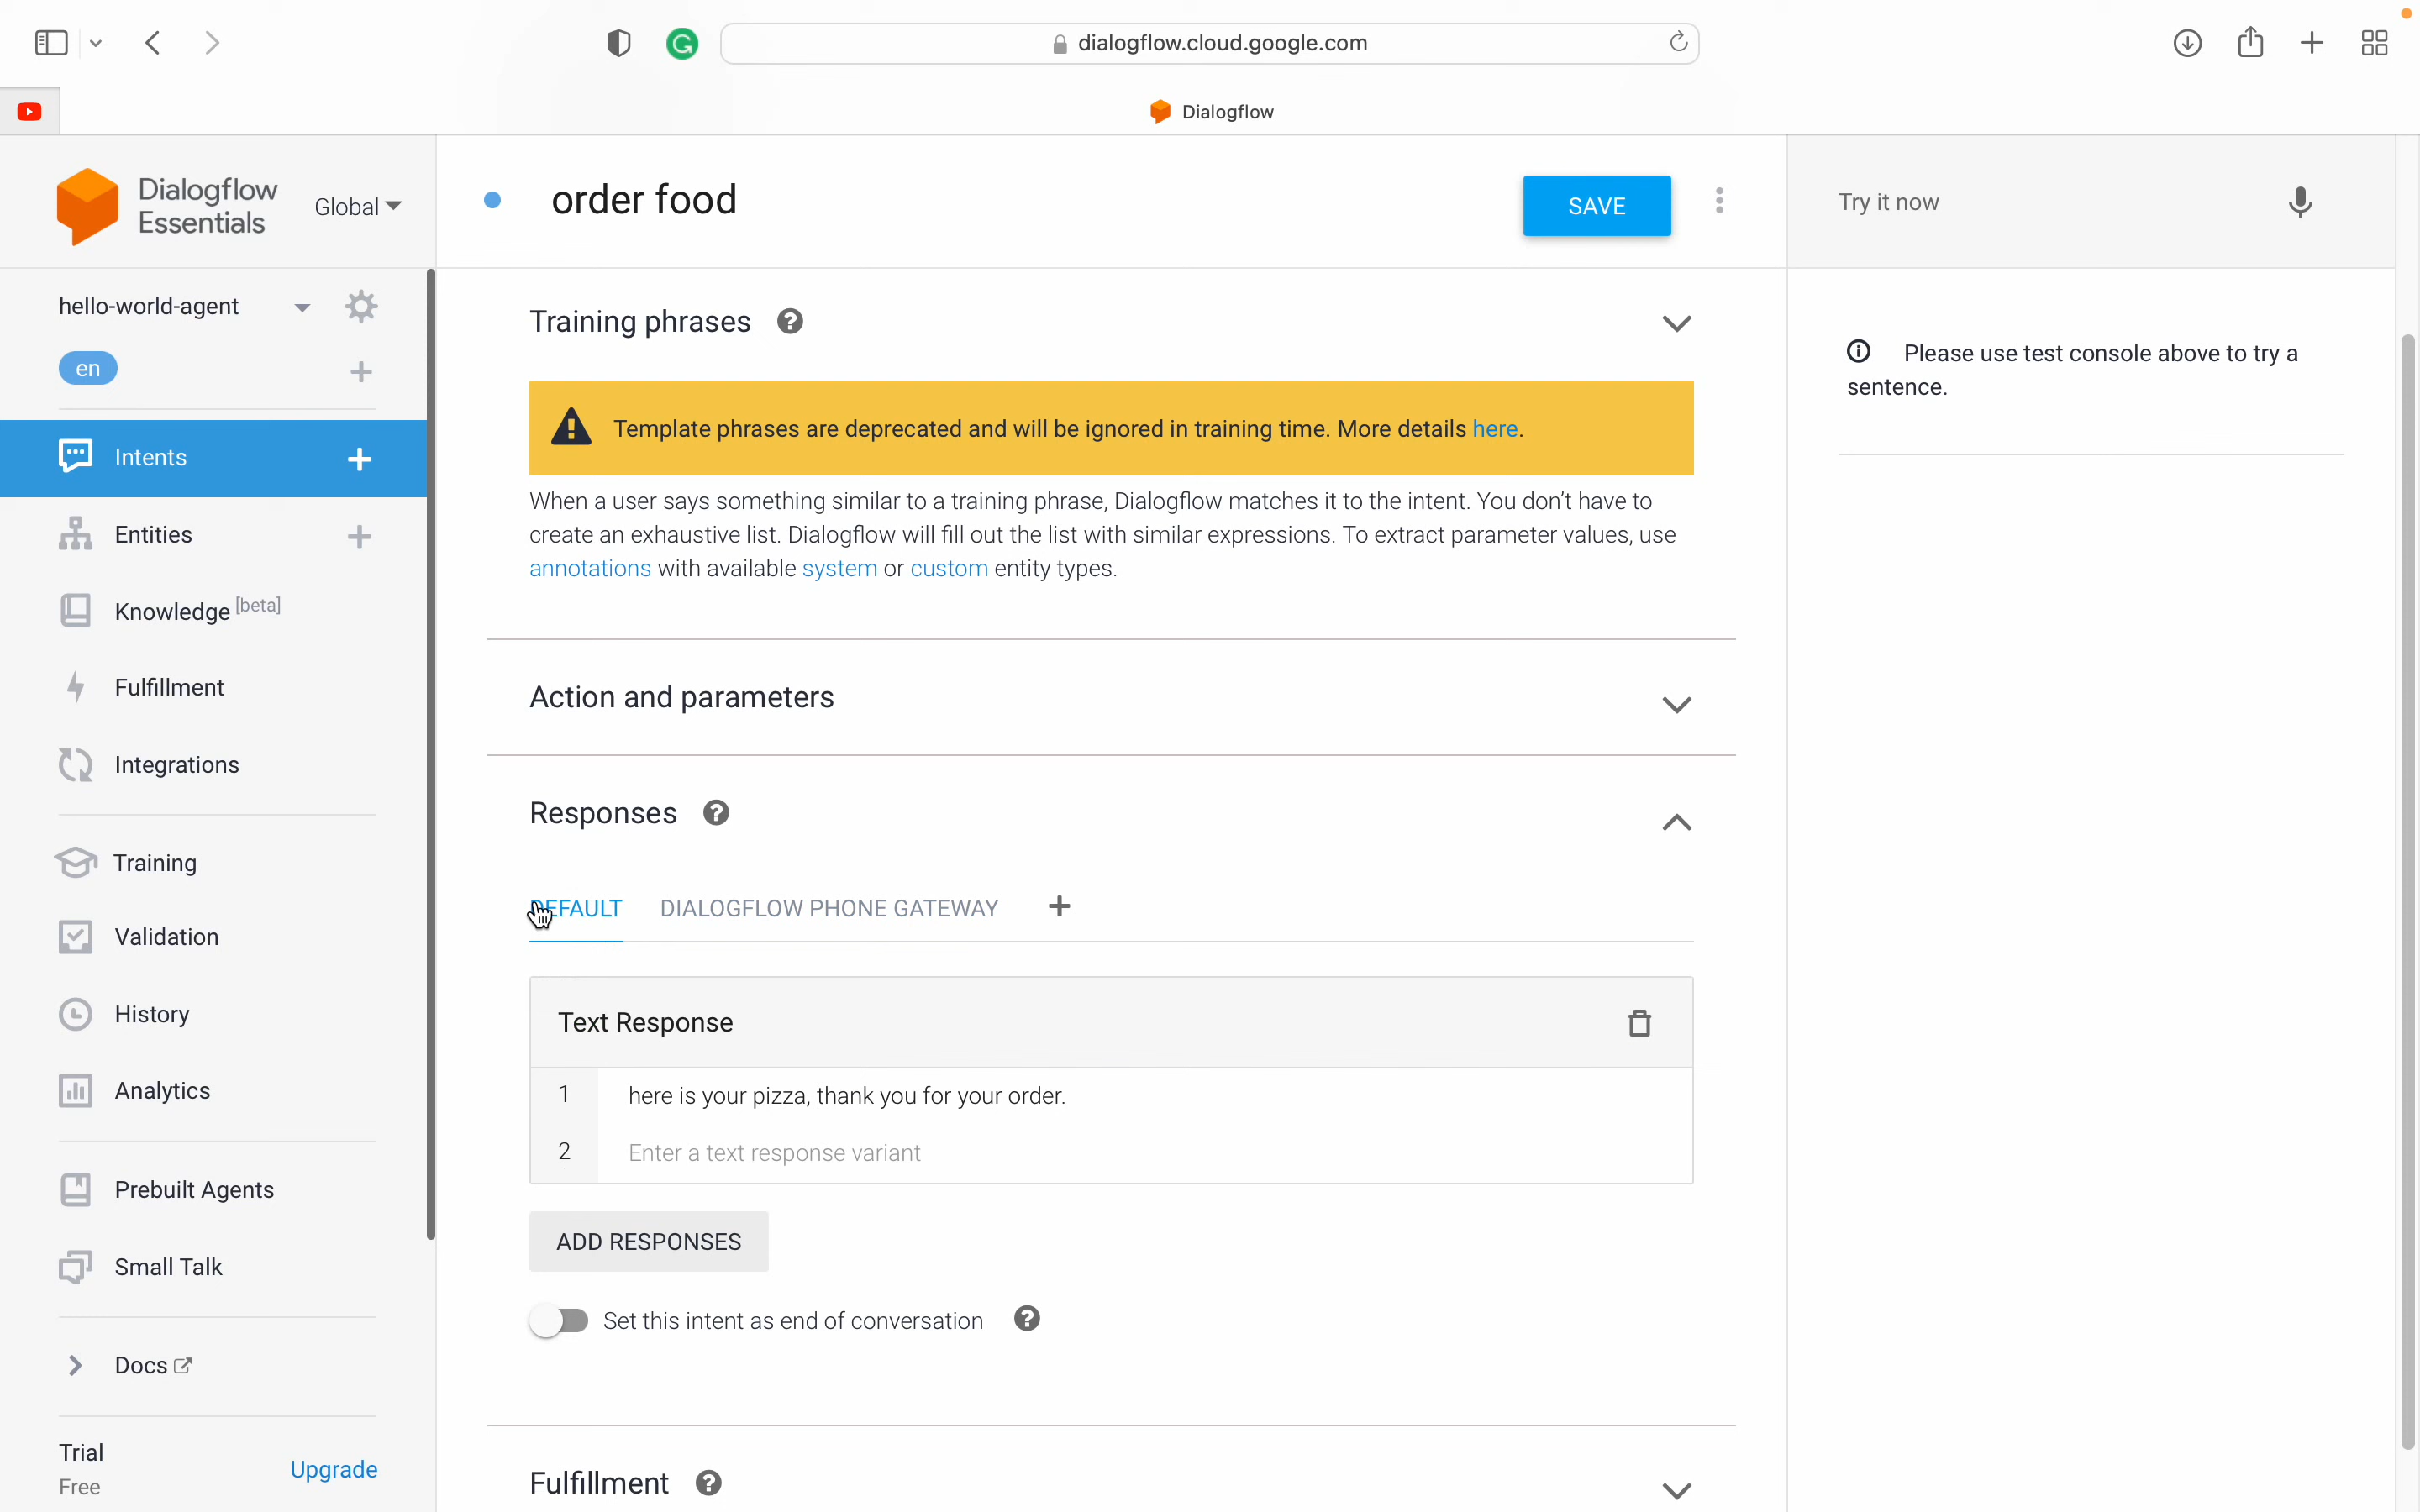 dialogflow.cloud.google.com
Dialogflow
Dialogflow
Essentials
Global
order food
SAVE
Try it now
hello-world-agent
en
Intents
Entities
Knowledge [beta]
Fulfillment
Integrations
Training
Validation
History
Analytics
Prebuilt Agents
Small Talk
Docs
Trial
Free
Upgrade
Training phrases
Template phrases are deprecated and will be ignored in training time. More details here.
When a user says something similar to a training phrase, Dialogflow matches it to the intent. You don't have to
create an exhaustive list. Dialogflow will fill out the list with similar expressions. To extract parameter values, use
annotations with available system or custom entity types.
Action and parameters
Responses
DEFAULT DIALOGFLOW PHONE GATEWAY
Text Response
1 here is your pizza, thank you for your order.
2 Enter a text response variant
ADD RESPONSES
Set this intent as end of conversation
Fulfillment
Please use test console above to try a
sentence.